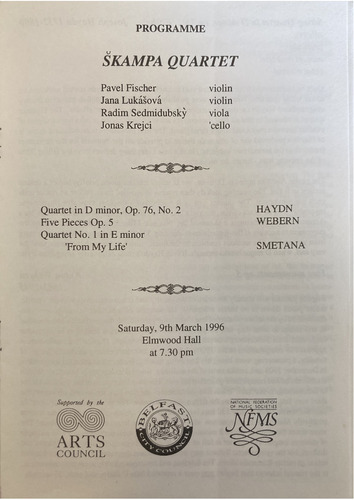 PROGRAMME
ŠKAMPA QUARTET
Pavel Fischer violin
Jana Lukášová violin
Radim Sedmidubskỳ viola
Jonas Krejci 'cello
Quartet in D minor, Op. 76, No. 2 HAYDN
Five Pieces Op. 5 WEBERN
Quartet No. 1 in E minor
'From My Life' SMETANA
Saturday, 9th March 1996
Elmwood Hall
at 7.30 pm
Supported by the
ARTS
COUNCIL
BELFAST
CITY COUNCIL
NATIONAL FEDERATION
OF MUSIC SOCIETIES
NFMS